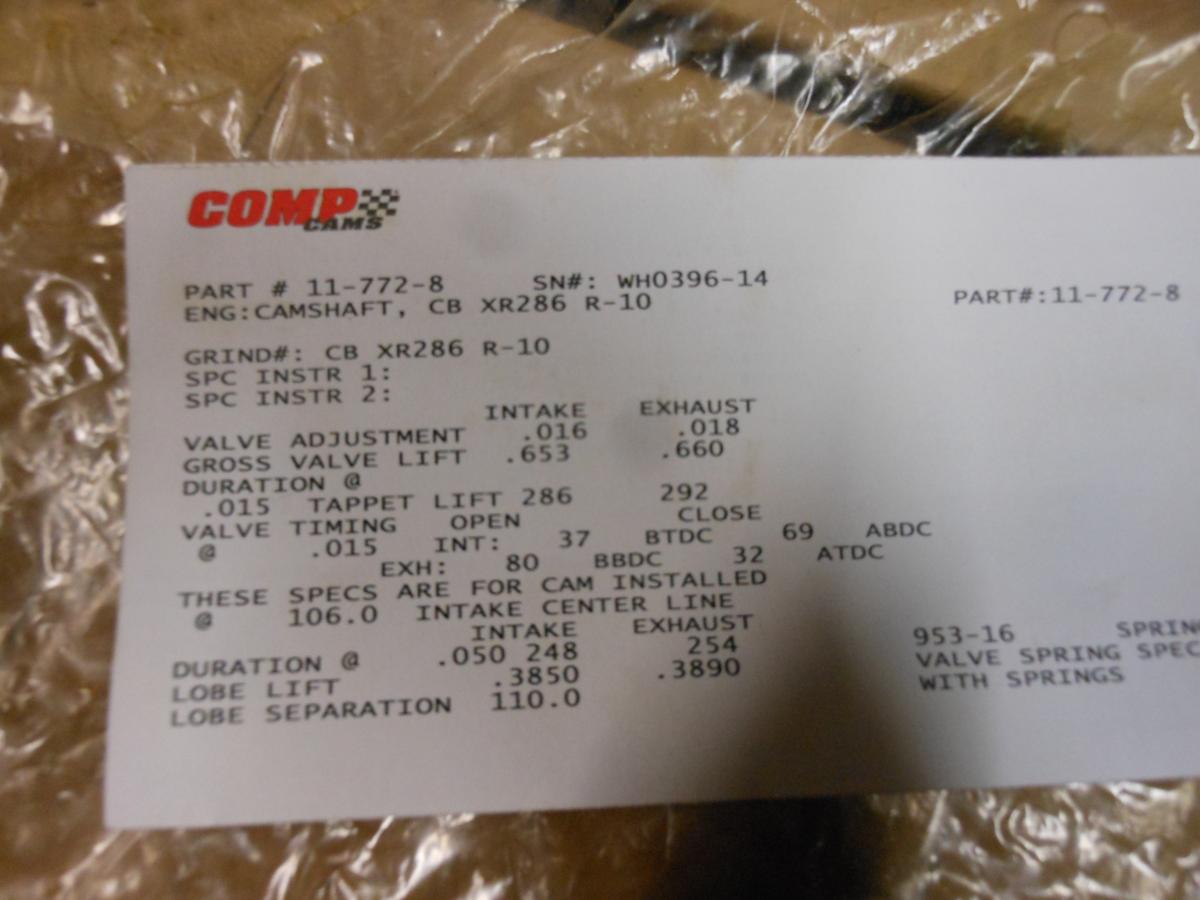 COMP
CAMS
PART # 11-772-8 SN#: WH0396-14
ENG:CAMSHAFT, CB XR286 R-10
PART#:11-772-8
GRIND#: CB XR286 R-10
SPC INSTR 1:
SPC INSTR 2:
INTAKE EXHAUST
VALVE ADJUSTMENT .016 .018
GROSS VALVE LIFT .653 .660
DURATION @
.015 TAPPET LIFT 286 292
VALVE TIMING OPEN CLOSE
@ .015 INT: 37 BTDC 69 ABDC
EXH: 80 BBDC 32 ATDC
THESE SPECS ARE FOR CAM INSTALLED
@ 106.0 INTAKE CENTER LINE
INTAKE EXHAUST
DURATION @ .050 248 254
LOBE LIFT .3850 .3890
LOBE SEPARATION 110.0
953-16 SPRING
VALVE SPRING SPEC
WITH SPRINGS